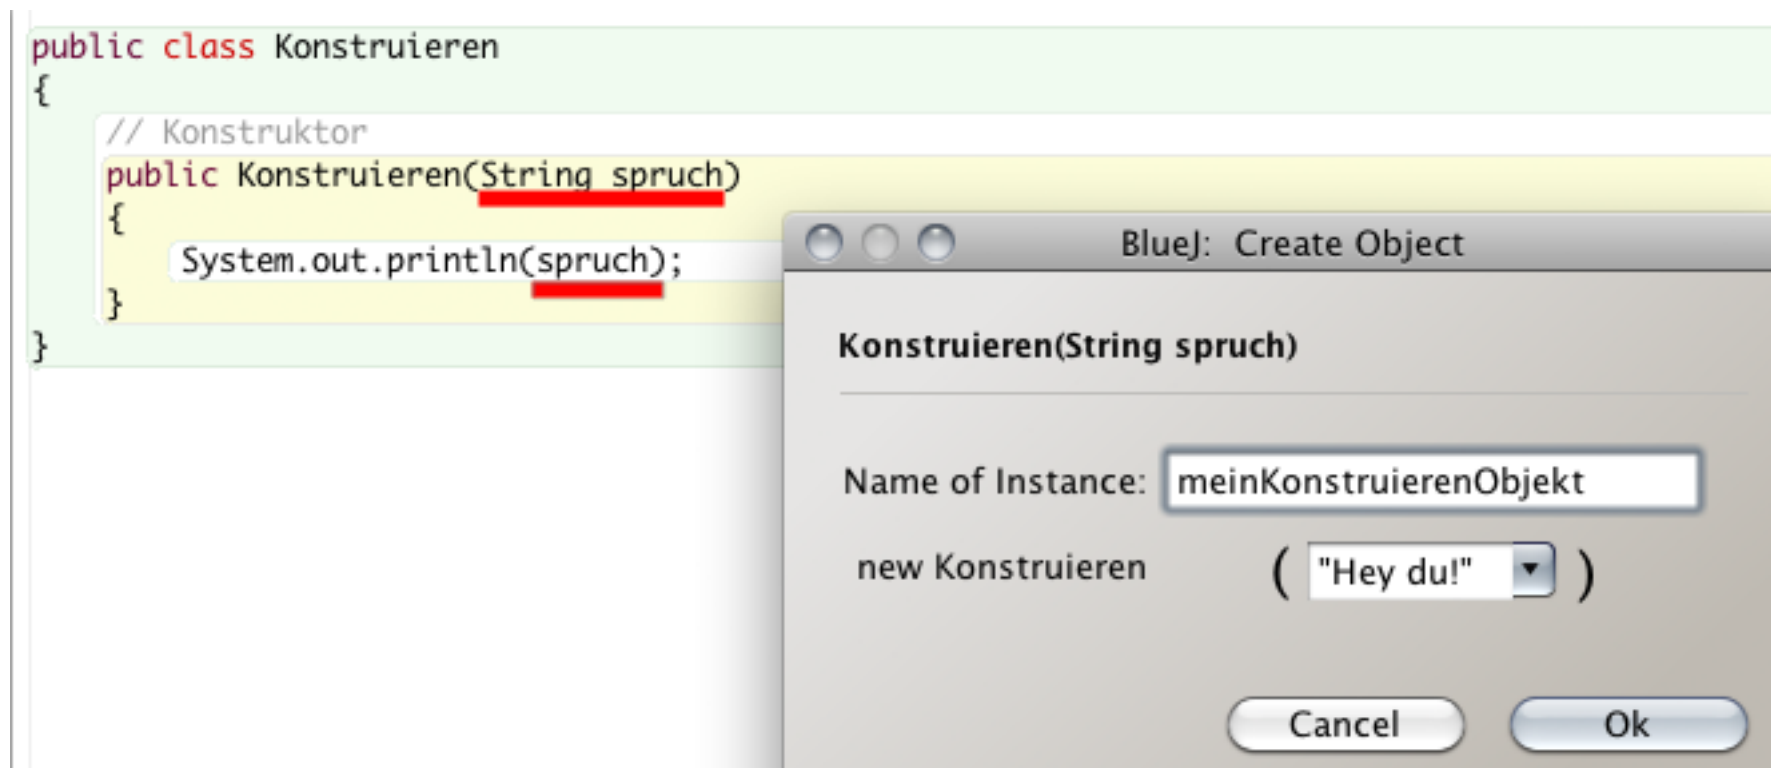 public class Konstruieren
{
// Konstruktor
public Konstruieren(String spruch)
{
System.out.println(spruch);
}
}
BlueJ: Create Object
Konstruieren(String spruch)
Name of Instance: meinKonstruierenObjekt
new Konstruieren ( "Hey du!" )
Cancel Ok